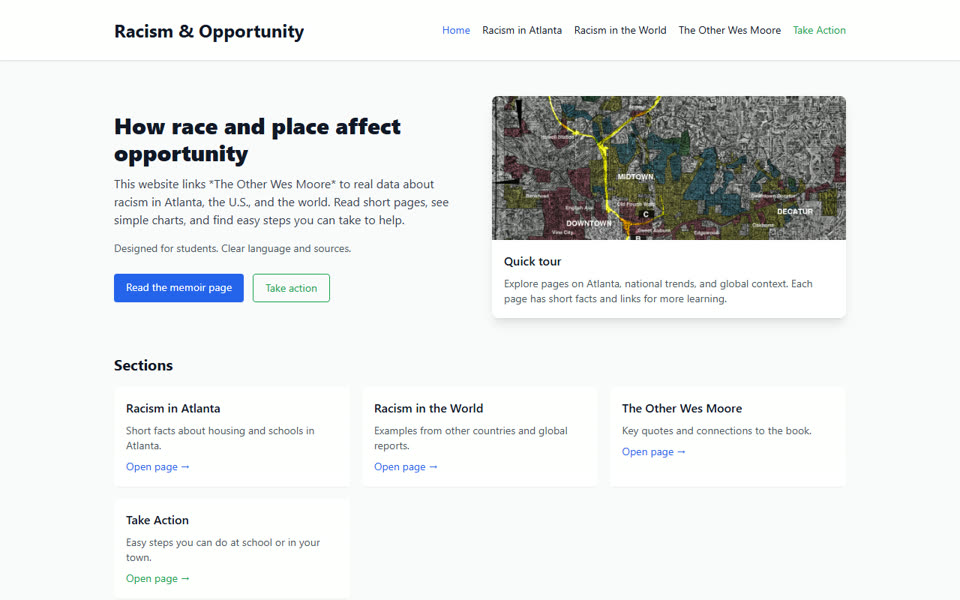 Racism & Opportunity
Home Racism in Atlanta Racism in the World The Other Wes Moore Take Action
How race and place affect
opportunity
This website links *The Other Wes Moore* to real data about
racism in Atlanta, the U.S., and the world. Read short pages, see
simple charts, and find easy steps you can take to help.
Designed for students. Clear language and sources.
Read the memoir page
Take action
MIDTOWN
DECATUR
C
DOWNTOWN
Quick tour
Explore pages on Atlanta, national trends, and global context. Each
page has short facts and links for more learning.
Sections
Racism in Atlanta
Short facts about housing and schools in
Atlanta.
Open page →
Racism in the World
Examples from other countries and global
reports.
Open page →
The Other Wes Moore
Key quotes and connections to the book.
Open page →
Take Action
Easy steps you can do at school or in your
town.
Open page →